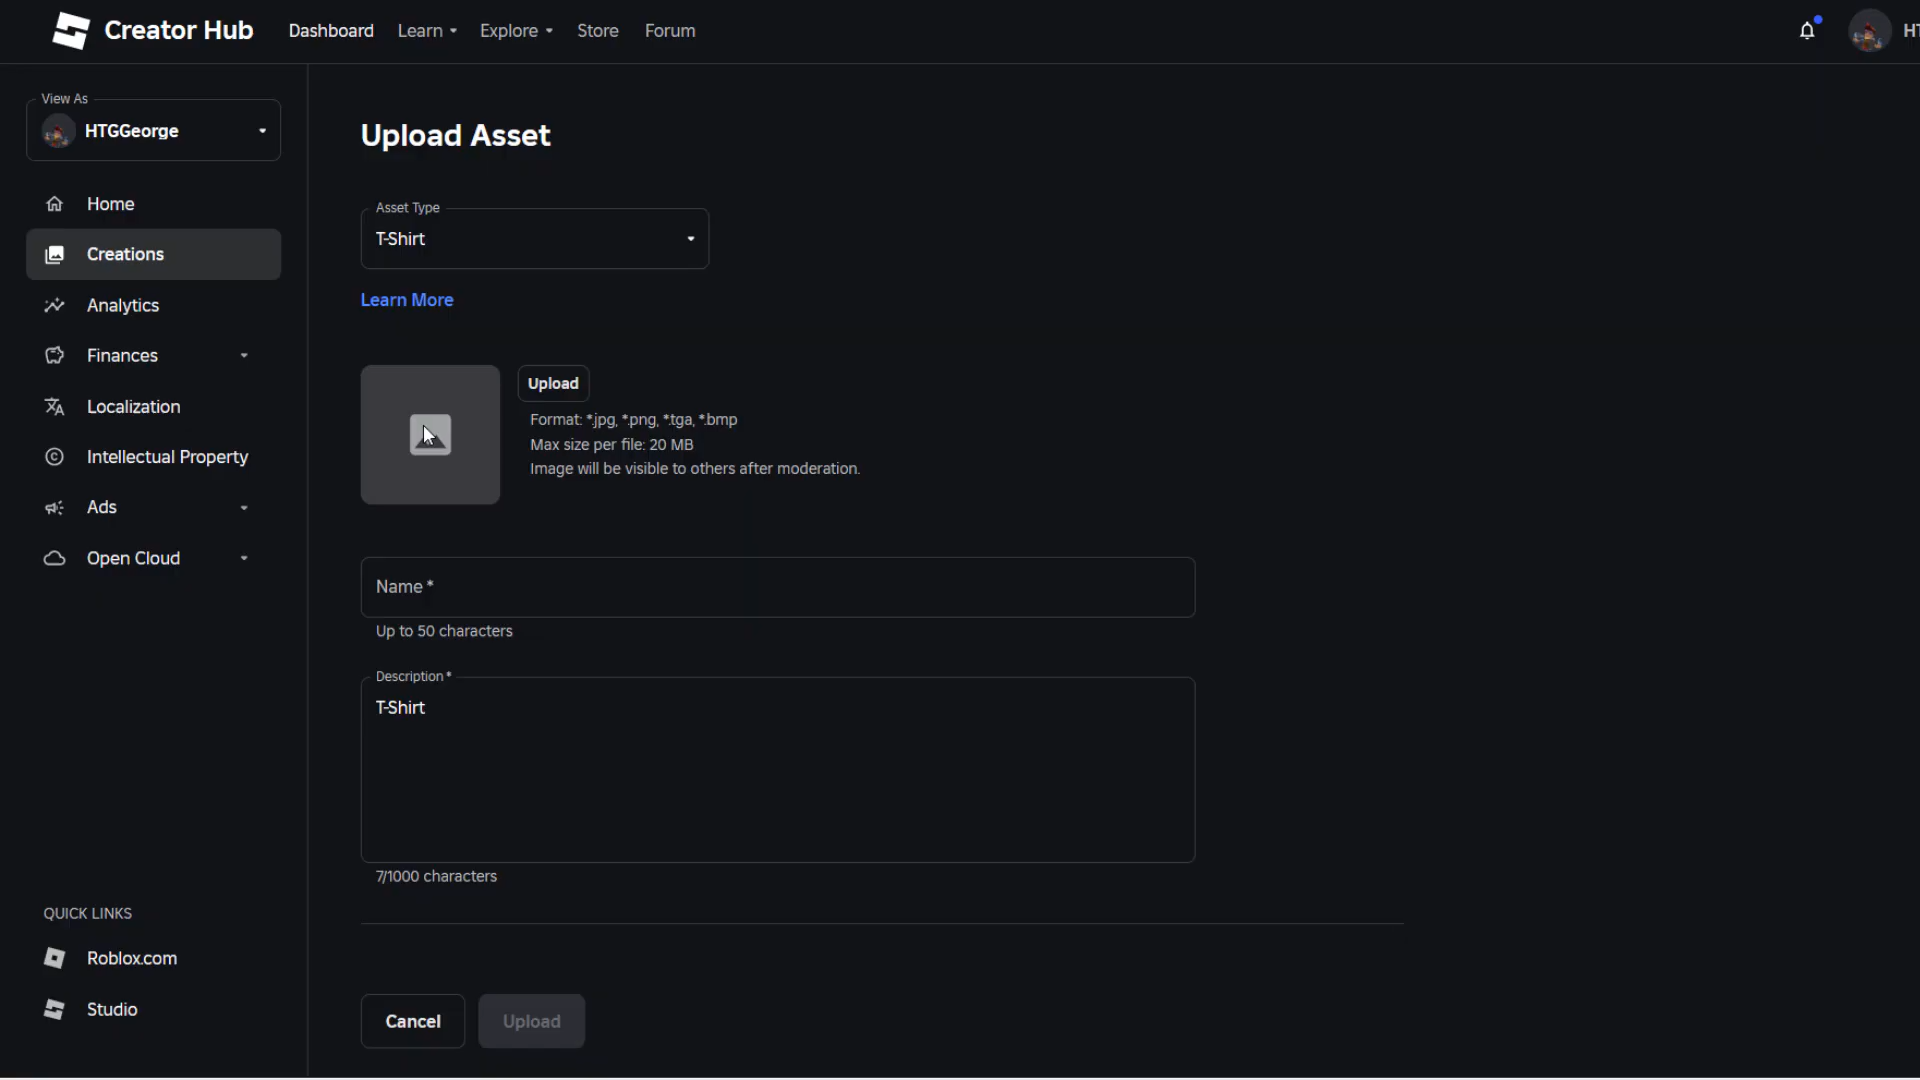 Creator Hub Dashboard Learn Explore Store Forum HT
View As
HTGGeorge
Home
Creations
Analytics
Finances
Localization
Intellectual Property
Ads
Open Cloud
QUICK LINKS
Roblox.com
Studio
Upload Asset
Asset Type
T-Shirt
Learn More
Upload
Format: *.jpg, *.png, *.tga, *.bmp
Max size per file: 20 MB
Image will be visible to others after moderation.
Name *
Up to 50 characters
Description *
T-Shirt
7/1000 characters
Cancel Upload